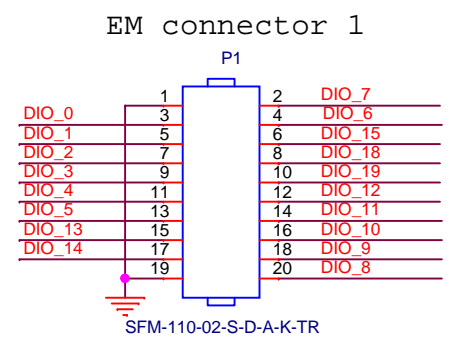 EM connector 1
P1
1 2 DIO_7
DIO_0 3 4 DIO_6
DIO_1 5 6 DIO_15
DIO_2 7 8 DIO_18
DIO_3 9 10 DIO_19
DIO_4 11 12 DIO_12
DIO_5 13 14 DIO_11
DIO_13 15 16 DIO_10
DIO_14 17 18 DIO_9
19 20 DIO_8
SFM-110-02-S-D-A-K-TR